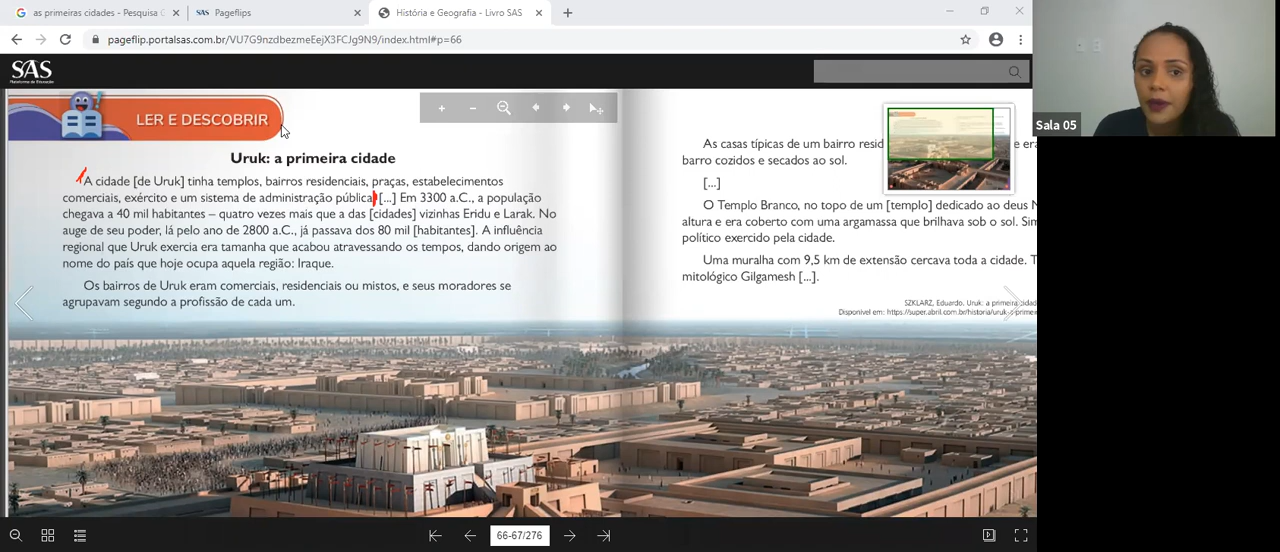 as primeiras cidades - Pesquisa G
SAS
Pageflips
História e Geografia - Livro SAS
pageflip.portalsas.com.br/VU7G9nzdbezmeEejX3FCJg9N9/index.html#p=66
SAS
Plataforma de Educação
LER E DESCOBRIR
Uruk: a primeira cidade
A cidade [de Uruk] tinha templos, bairros residenciais, praças, estabelecimentos
comerciais, exército e um sistema de administração pública [...] Em 3300 a.C., a população
chegava a 40 mil habitantes – quatro vezes mais que a das [cidades] vizinhas Eridu e Larak. No
auge de seu poder, lá pelo ano de 2800 a.C., já passava dos 80 mil [habitantes]. A influência
regional que Uruk exercia era tamanha que acabou atravessando os tempos, dando origem ao
nome do país que hoje ocupa aquela região: Iraque.
Os bairros de Uruk eram comerciais, residenciais ou mistos, e seus moradores se
agrupavam segundo a profissão de cada um.
As casas típicas de um bairro resid
e era
barro cozidos e secados ao sol.
[...]
O Templo Branco, no topo de um [templo] dedicado ao deus
altura e era coberto com uma argamassa que brilhava sob o sol.
político exercido pela cidade.
Uma muralha com 9,5 km de extensão cercava toda a cidade.
mitológico Gilgamesh [...].
SZKLARZ, Eduardo. Uruk: a primeira cida
Disponível em: https://super.abril.com.br/historia/uruk-a-prime
66-67/276
Sala 05